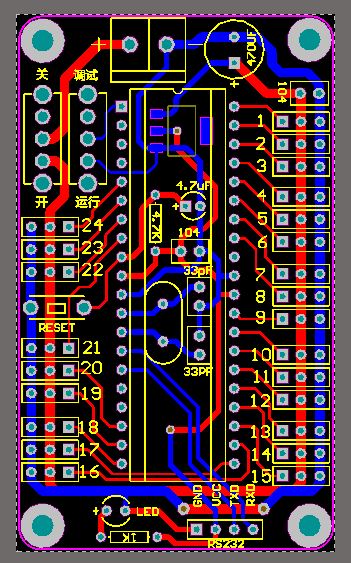 470UF
+
关 调试
104
1
2
4.7uF
3
+
开 运行
4
4.7K
24
5
104
23
6
33pF
22
7
8
RESET
9
21
10
33PF
20
11
19
12
18
13
17
14
16
15
GND VCC TXD RXD
+ LED
1K
RS232